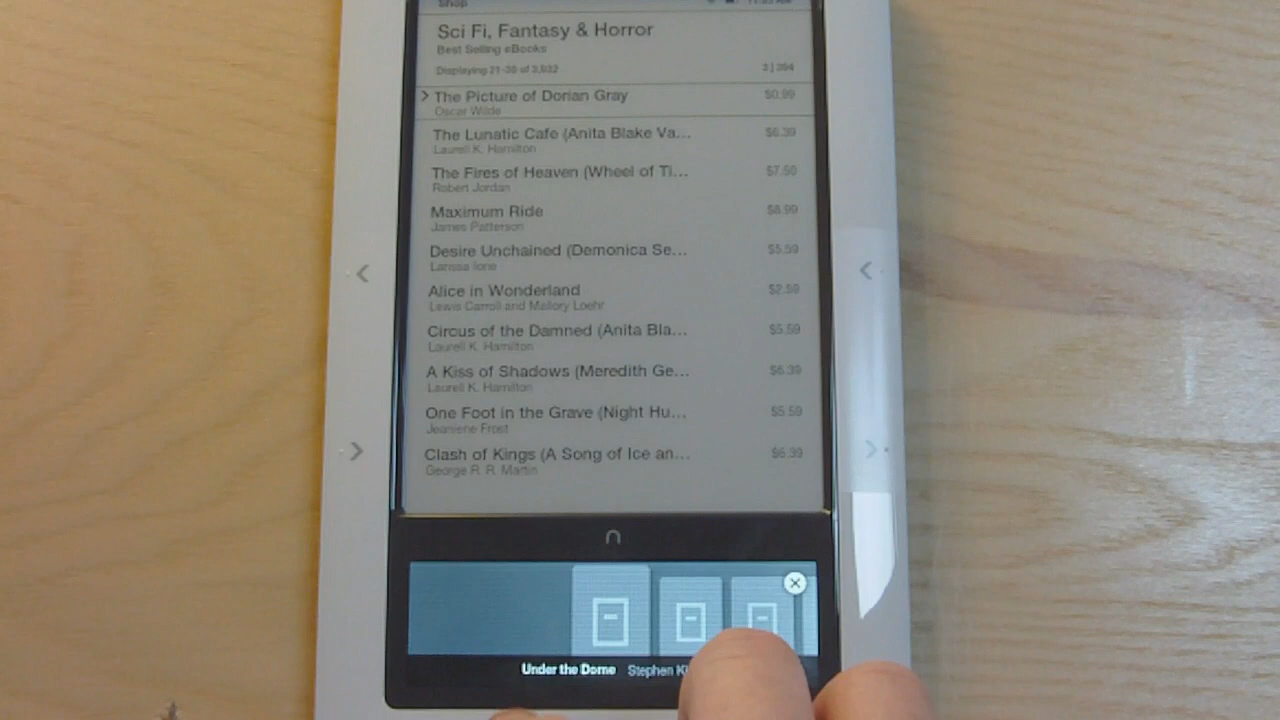 Shop
Sci Fi, Fantasy & Horror
Best Selling eBooks
Displaying 21-30 of 3,932
3 | 394
The Picture of Dorian Gray $0.99
Oscar Wilde
The Lunatic Cafe (Anita Blake Va... $6.39
Laurell K. Hamilton
The Fires of Heaven (Wheel of Ti... $7.50
Robert Jordan
Maximum Ride $8.99
James Patterson
Desire Unchained (Demonica Se... $5.59
Larissa Ione
Alice in Wonderland $2.59
Lewis Carroll and Mallory Loehr
Circus of the Damned (Anita Bla... $5.59
Laurell K. Hamilton
A Kiss of Shadows (Meredith Ge... $6.39
Laurell K. Hamilton
One Foot in the Grave (Night Hu... $5.59
Jeaniene Frost
Clash of Kings (A Song of Ice an... $6.39
George R. R. Martin
Under the Dome Stephen